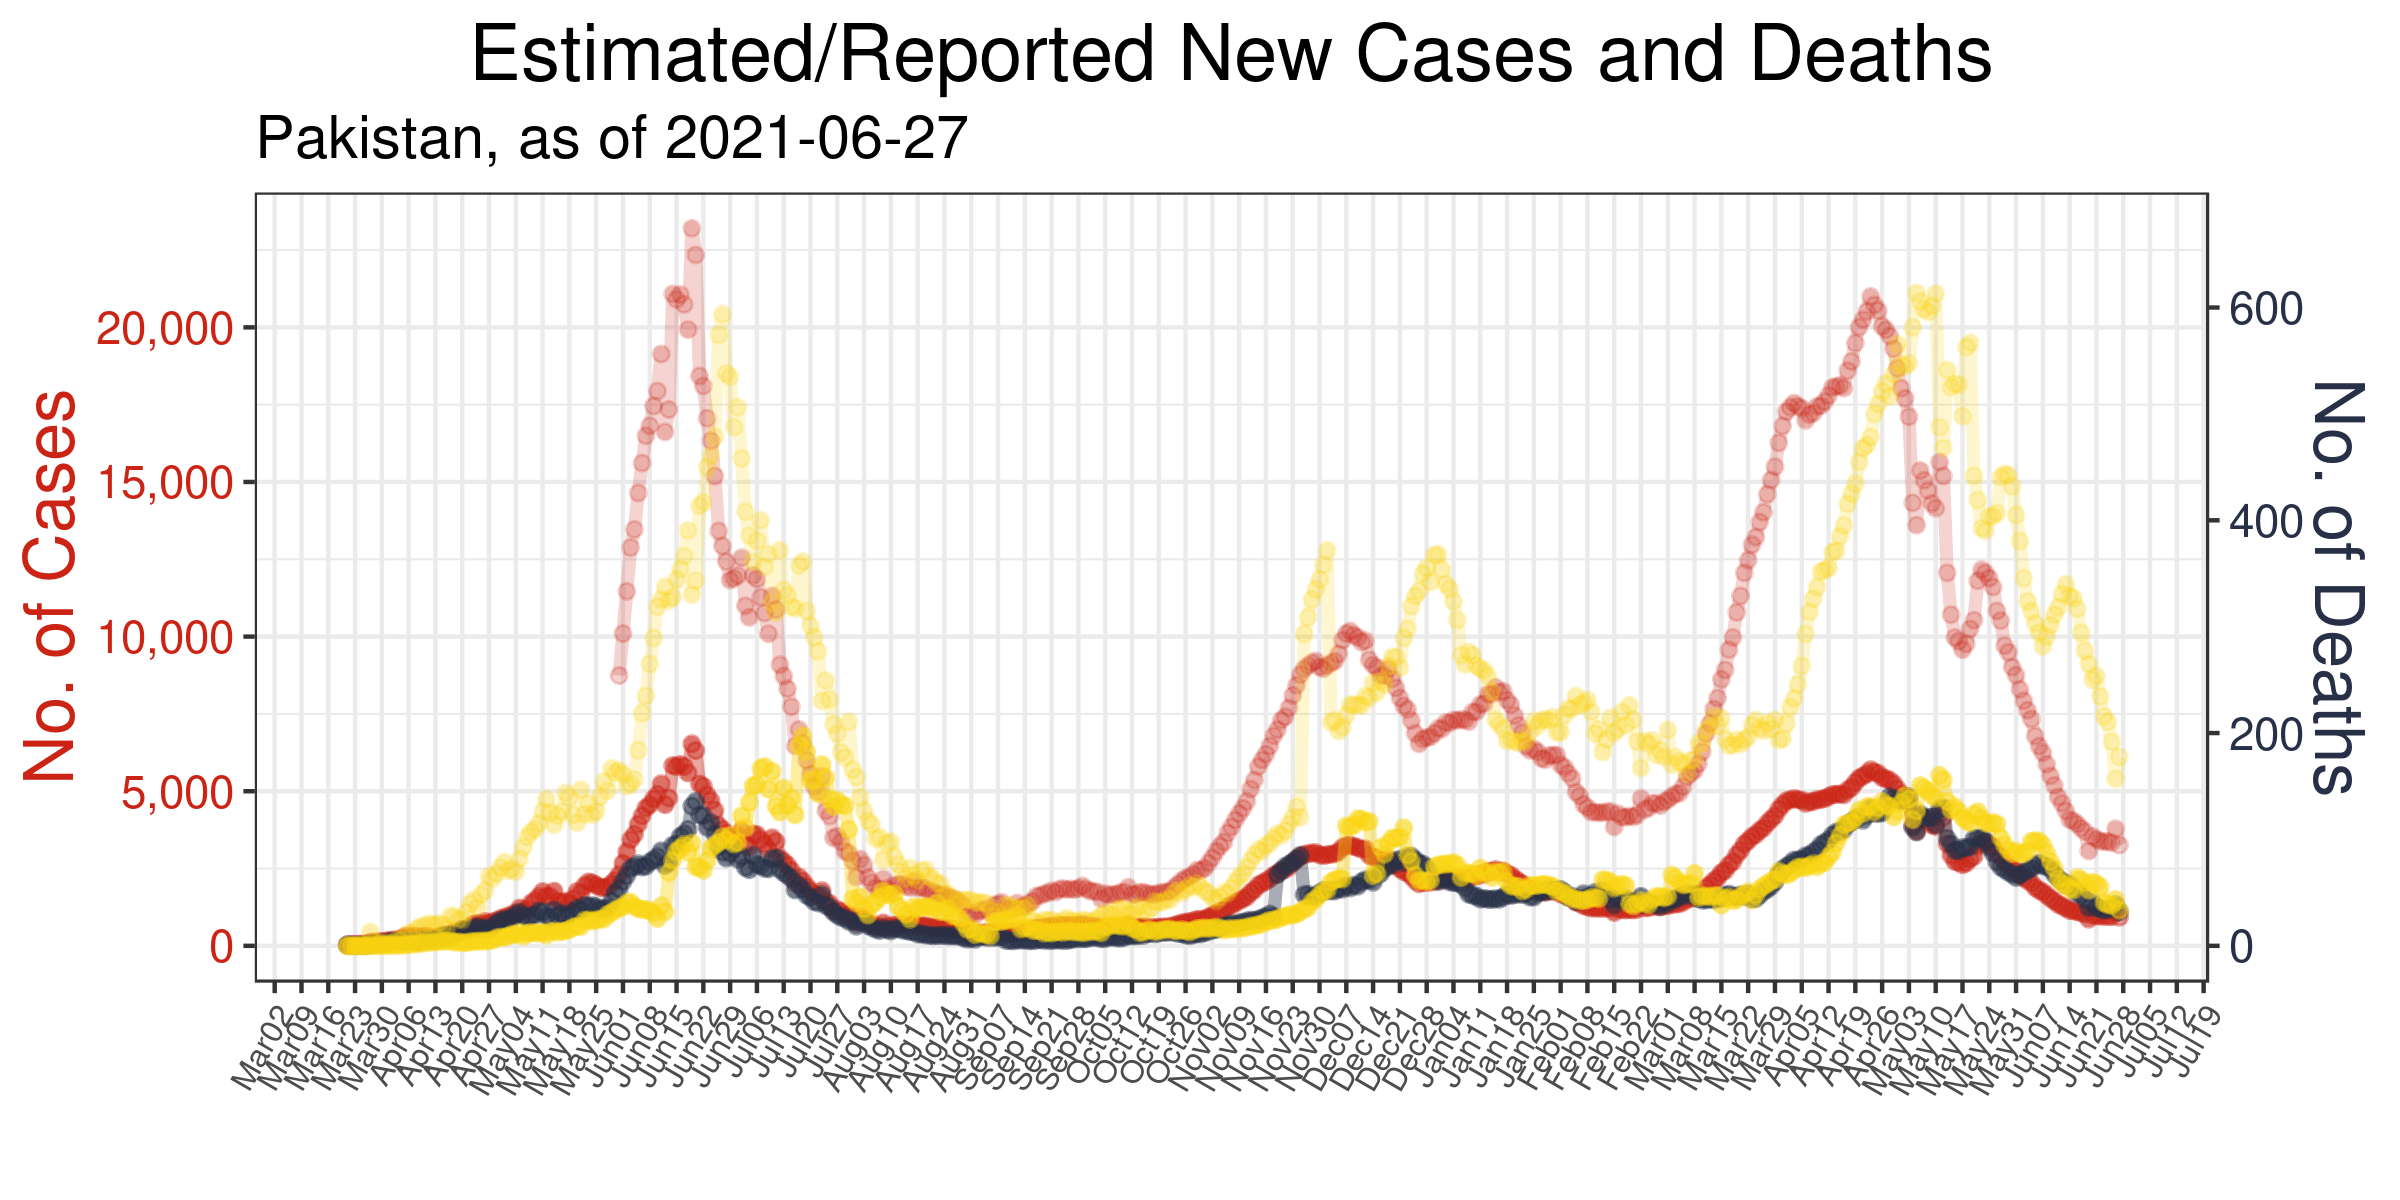 Estimated/Reported New Cases and Deaths
Pakistan, as of 2021-06-27
No. of Cases
20,000
15,000
10,000
5,000
0
600
400
200
0
No. of Deaths
Mar02
Mar09
Mar16
Mar23
Mar30
Apr06
Apr13
Apr20
Apr27
May04
May11
May18
May25
Jun01
Jun08
Jun15
Jun22
Jun29
Jul06
Jul13
Jul20
Jul27
Aug03
Aug10
Aug17
Aug24
Aug31
Sep07
Sep14
Sep21
Sep28
Oct05
Oct12
Oct19
Oct26
Nov02
Nov09
Nov16
Nov23
Nov30
Dec07
Dec14
Dec21
Dec28
Dec04
Jan11
Jan18
Jan25
Feb01
Feb08
Feb15
Feb22
Mar01
Mar08
Mar15
Mar22
Mar29
Apr05
Apr12
Apr19
Apr26
May03
May10
May17
May24
May31
Jun07
Jun14
Jun21
Jun28
Jul05
Jul12
Jul19